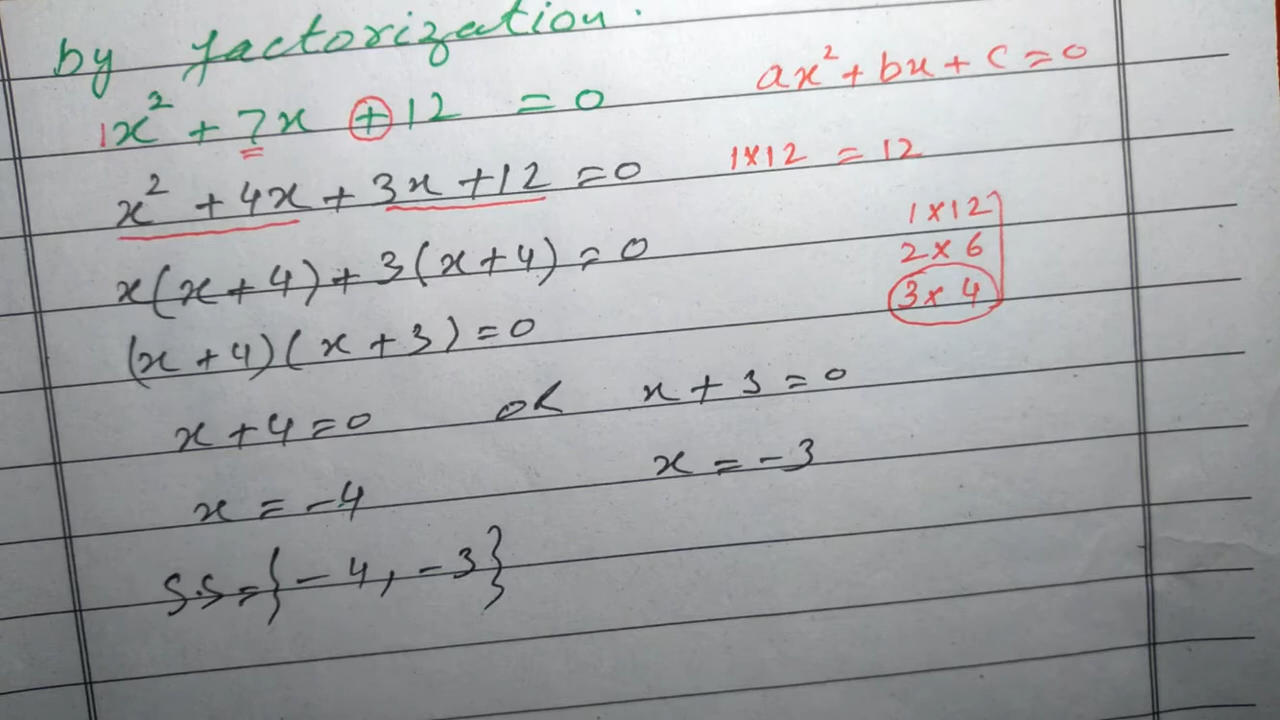 by factorization.
1x² + 7x + 12 = 0
ax² + bx + c = 0
x² + 4x + 3x + 12 = 0
1 x 12 = 12
x(x + 4) + 3(x + 4) = 0
1 x 12
2 x 6
3 x 4
(x + 4)(x + 3) = 0
x + 4 = 0 or x + 3 = 0
x = -4 x = -3
S.S = {-4, -3}